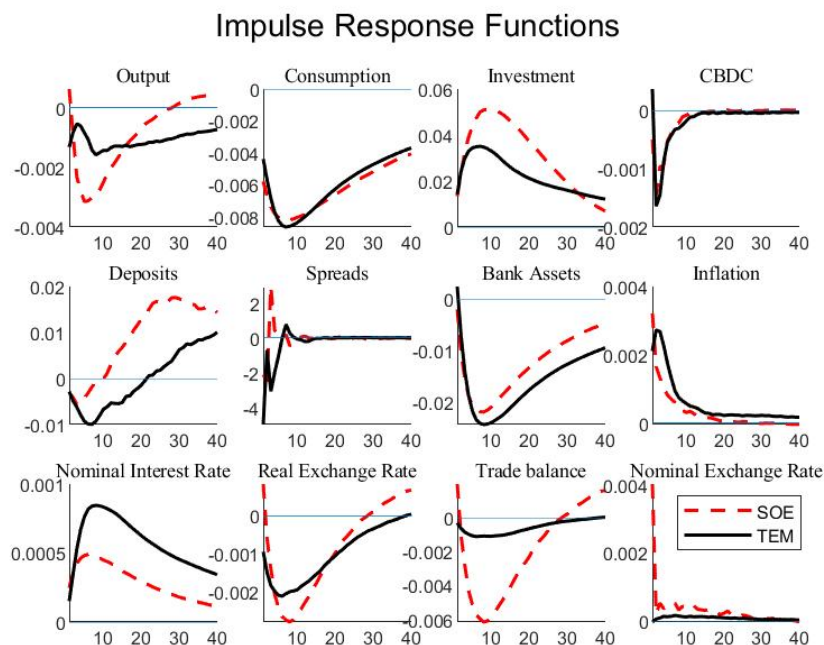 Impulse Response Functions
Output
Consumption
Investment
CBDC
0
-0.002
-0.004
10 20 30 40
0
-0.002
-0.004
-0.006
-0.008
10 20 30 40
0.06
0.04
0.02
0
10 20 30 40
0
-0.001
-0.002
10 20 30 40
Deposits
Spreads
Bank Assets
Inflation
0.02
0.01
0
-0.01
10 20 30 40
2
0
-2
-4
10 20 30 40
0
-0.01
-0.02
10 20 30 40
0.004
0.002
0
10 20 30 40
Nominal Interest Rate
Real Exchange Rate
Trade balance
Nominal Exchange Rate
0.001
0.0005
0
10 20 30 40
0
-0.001
-0.002
10 20 30 40
0
-0.002
-0.004
-0.006
10 20 30 40
0.004
0.002
0
10 20 30 40
SOE
TEM